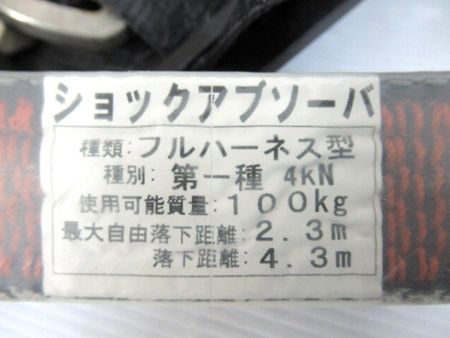 ショックアブソーバ
種類:フルハーネス型
種別:第一種 4KN
使用可能質量:100kg
最大自由落下距離:2.3m
落下距離:4.3m